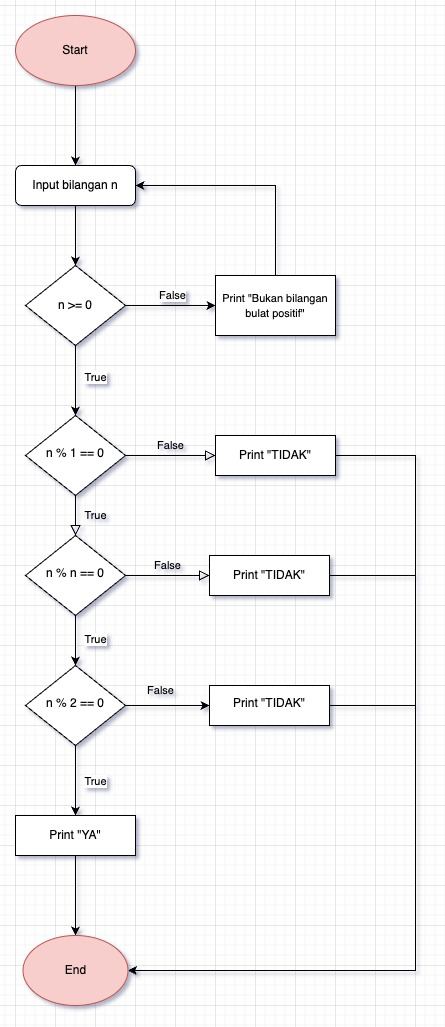 Start
Input bilangan n
n >= 0
False
Print "Bukan bilangan
bulat positif"
True
n % 1 == 0
False
Print "TIDAK"
True
n % n == 0
False
Print "TIDAK"
True
n % 2 == 0
False
Print "TIDAK"
True
Print "YA"
End